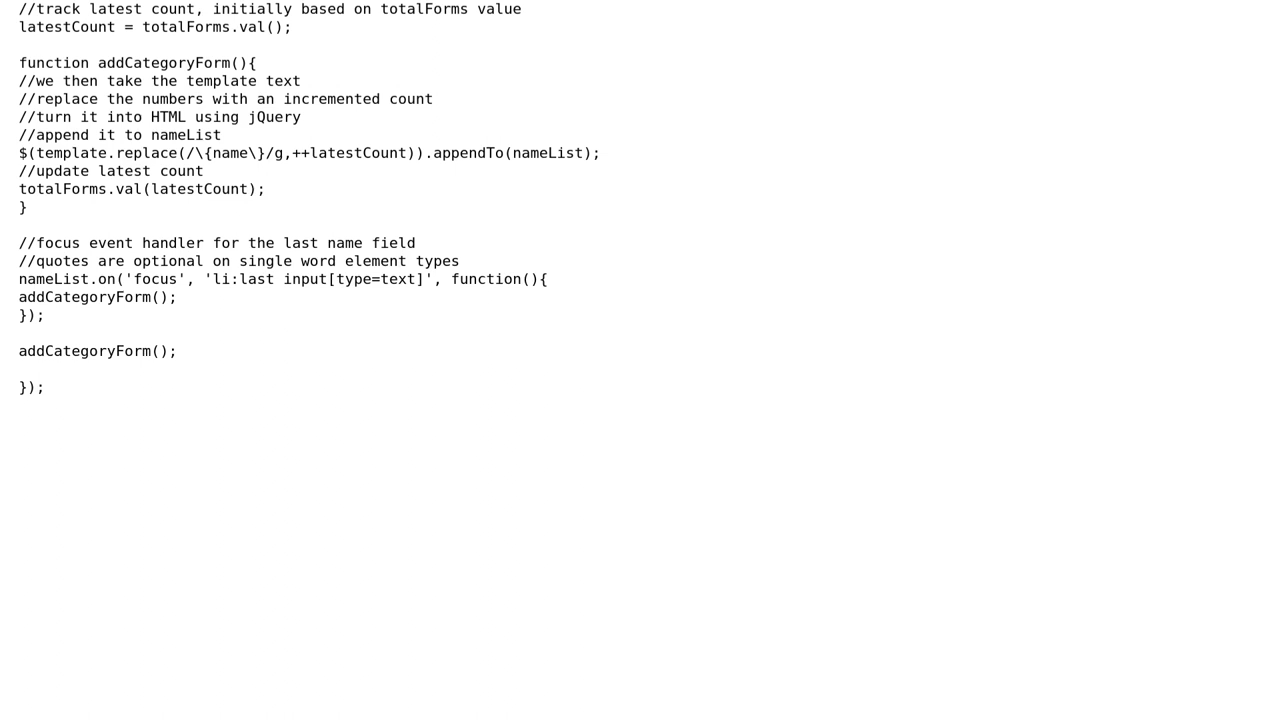 //track latest count, initially based on totalForms value
latestCount = totalForms.val();
function addCategoryForm(){
//we then take the template text
//replace the numbers with an incremented count
//turn it into HTML using jQuery
//append it to nameList
$(template.replace(/\{name\}/g,++latestCount)).appendTo(nameList);
//update latest count
totalForms.val(latestCount);
}
//focus event handler for the last name field
//quotes are optional on single word element types
nameList.on('focus', 'li:last input[type=text]', function(){
addCategoryForm();
});
addCategoryForm();
});